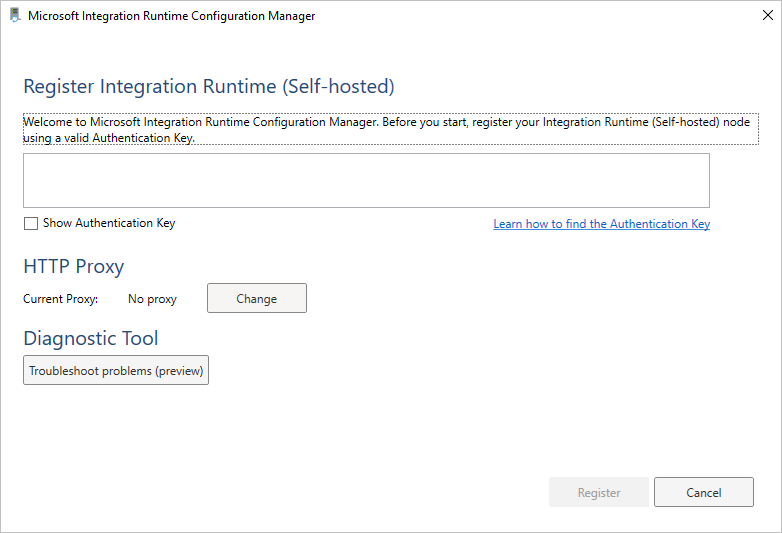 Microsoft Integration Runtime Configuration Manager
Register Integration Runtime (Self-hosted)
Welcome to Microsoft Integration Runtime Configuration Manager. Before you start, register your Integration Runtime (Self-hosted) node
using a valid Authentication Key.
Show Authentication Key
Learn how to find the Authentication Key
HTTP Proxy
Current Proxy: No proxy Change
Diagnostic Tool
Troubleshoot problems (preview)
Register Cancel